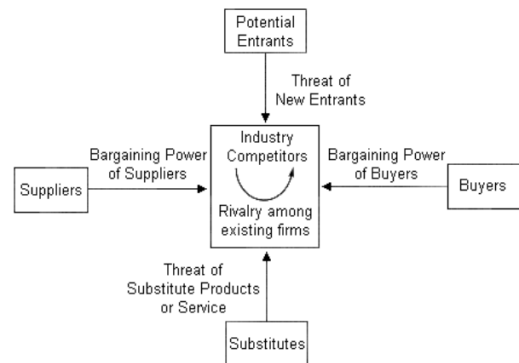 Potential
Entrants
Threat of
New Entrants
Industry
Competitors
Bargaining Power
of Suppliers
Bargaining Power
of Buyers
Suppliers
Buyers
Rivalry among
existing firms
Threat of
Substitute Products
or Service
Substitutes